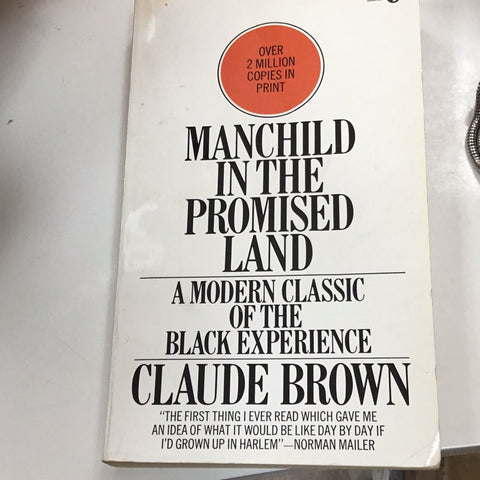 OVER
2 MILLION
COPIES IN
PRINT
MANCHILD
IN THE
PROMISED
LAND
A MODERN CLASSIC
OF THE
BLACK EXPERIENCE
CLAUDE BROWN
"THE FIRST THING I EVER READ WHICH GAVE ME
AN IDEA OF WHAT IT WOULD BE LIKE DAY BY DAY IF
I'D GROWN UP IN HARLEM"—NORMAN MAILER